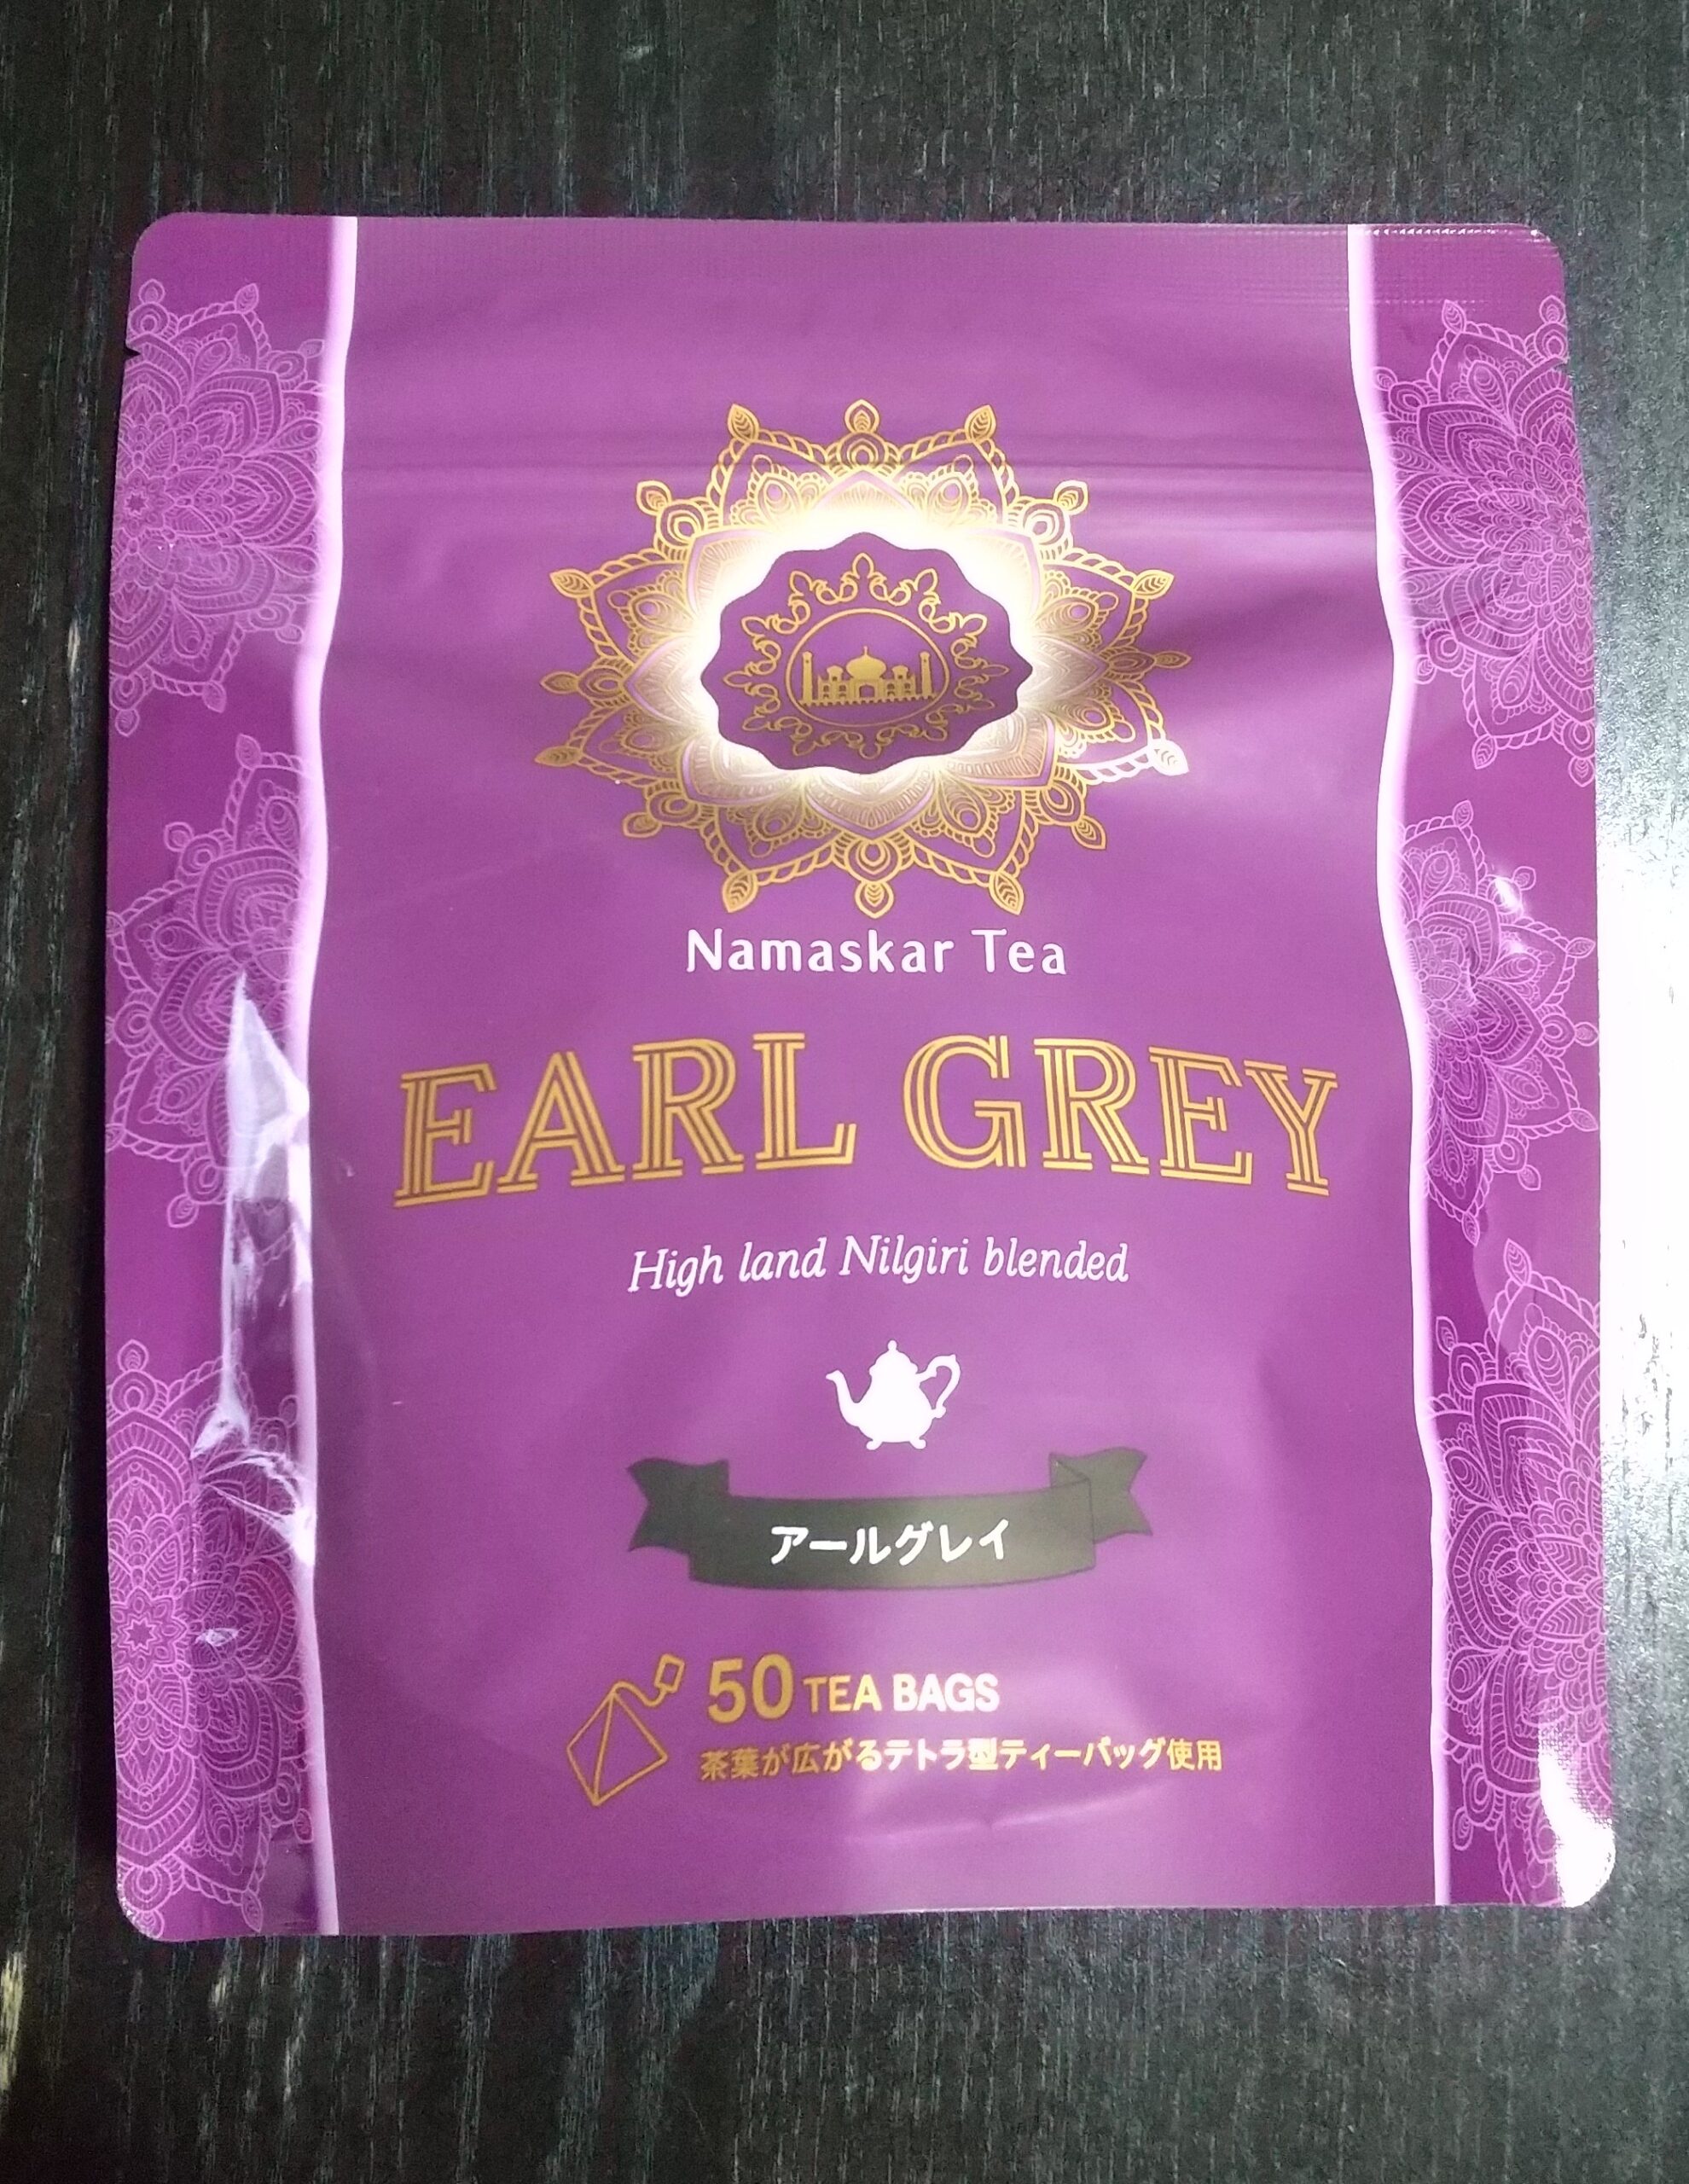 Namaskar Tea
EARL GREY
High land Nilgiri blended
アールグレイ
50 TEA BAGS
茶葉が広がるテトラ型ティーバッグ使用